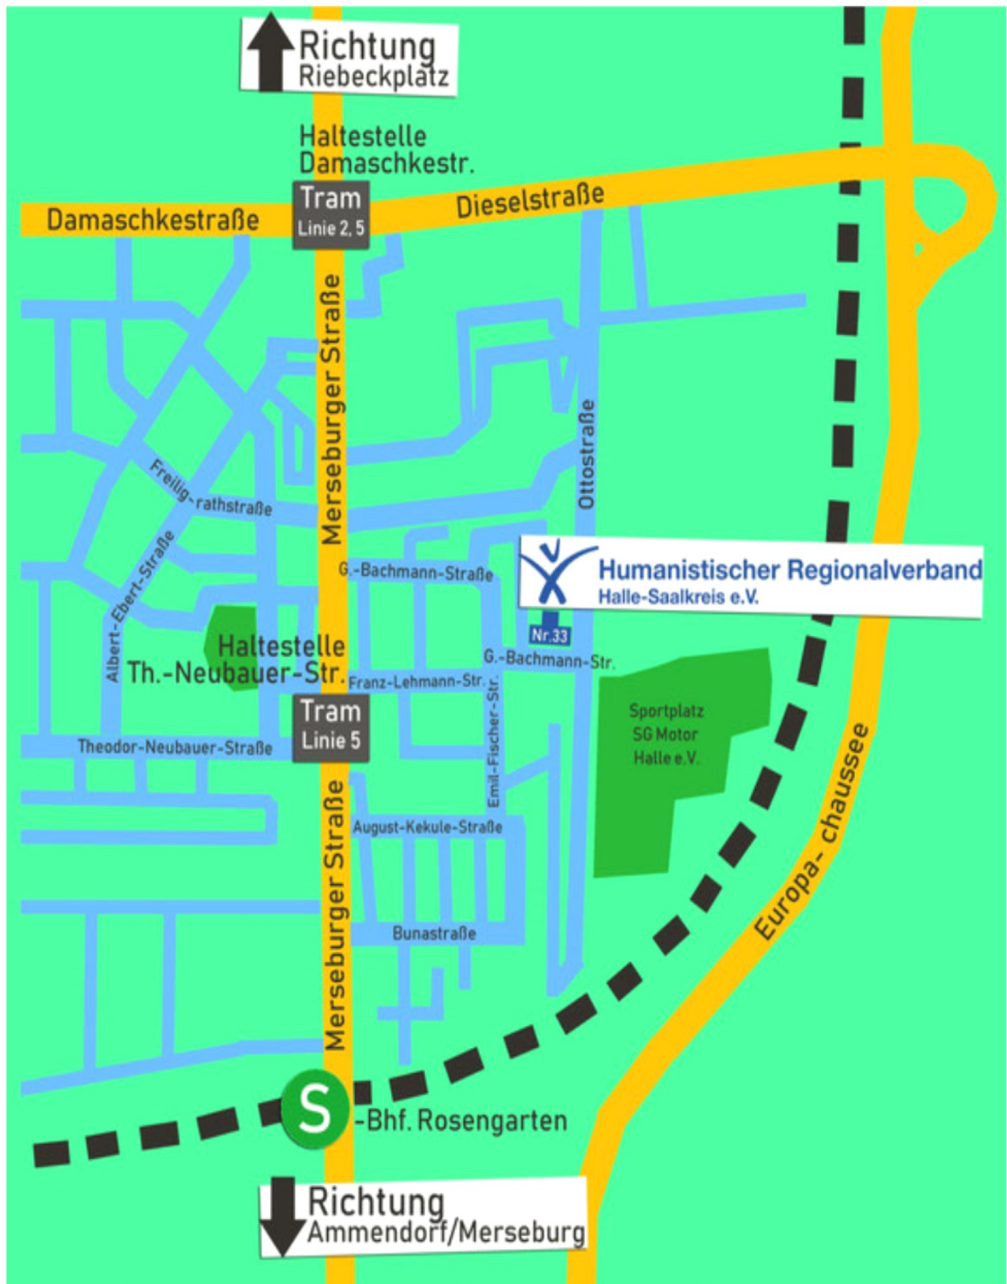 Richtung
Riebeckplatz
Haltestelle
Damaschkestr.
Tram
Linie 2, 5
Damaschkestraße
Dieselstraße
Merseburger Straße
Ottostraße
Freilig-rathstraße
Albert-Ebert-Straße
G.-Bachmann-Straße
Humanistischer Regionalverband
Halle-Saalkreis e.V.
Nr.33
G.-Bachmann-Str.
Haltestelle
Th.-Neubauer-Str.
Franz-Lehmann-Str.
Emil-Fischer-Str.
Tram
Linie 5
Theodor-Neubauer-Straße
Sportplatz
SG Motor
Halle e.V.
Europa- chaussee
August-Kekule-Straße
Merseburger Straße
Bunastraße
S
-Bhf. Rosengarten
Richtung
Ammendorf/Merseburg